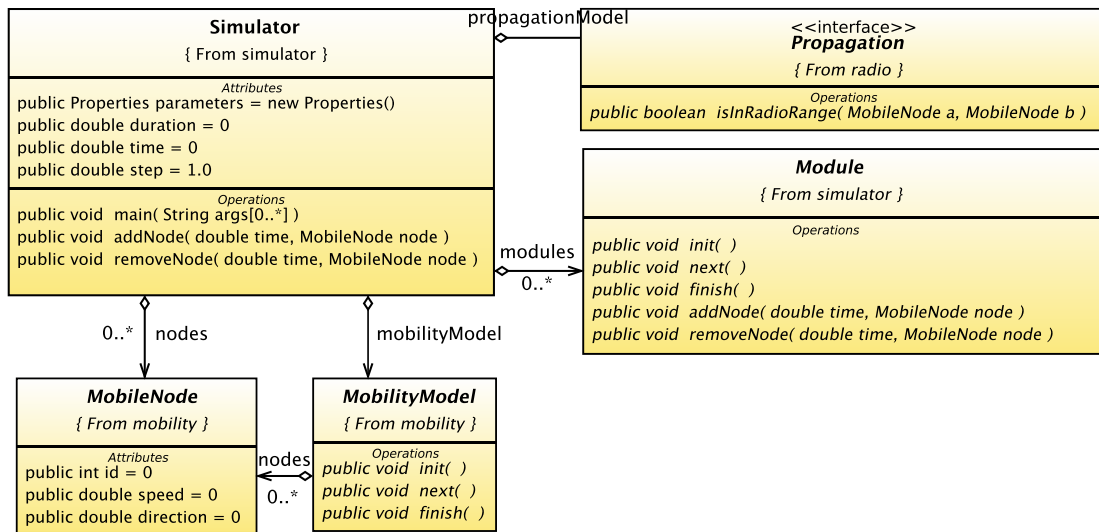 Simulator
{ From simulator }
Attributes
public Properties parameters = new Properties()
public double duration = 0
public double time = 0
public double step = 1.0
Operations
public void main( String args[0..*] )
public void addNode( double time, MobileNode node )
public void removeNode( double time, MobileNode node )
propagationModel
<<interface>>
Propagation
{ From radio }
Operations
public boolean isInRadioRange( MobileNode a, MobileNode b )
modules
0..*
Module
{ From simulator }
Operations
public void init( )
public void next( )
public void finish( )
public void addNode( double time, MobileNode node )
public void removeNode( double time, MobileNode node )
0..*
nodes
mobilityModel
MobileNode
{ From mobility }
Attributes
public int id = 0
public double speed = 0
public double direction = 0
nodes
0..*
MobilityModel
{ From mobility }
Operations
public void init( )
public void next( )
public void finish( )